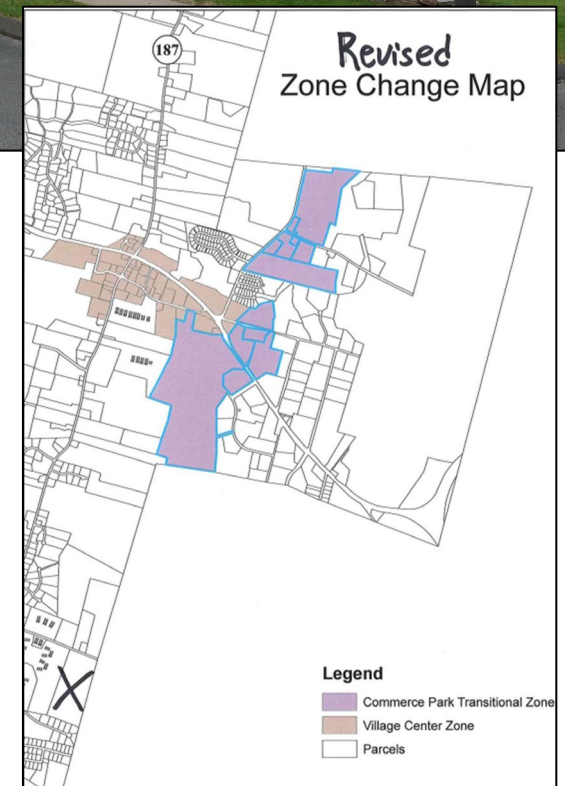 187
Revised
Zone Change Map
Legend
Commerce Park Transitional Zone
Village Center Zone
Parcels
X